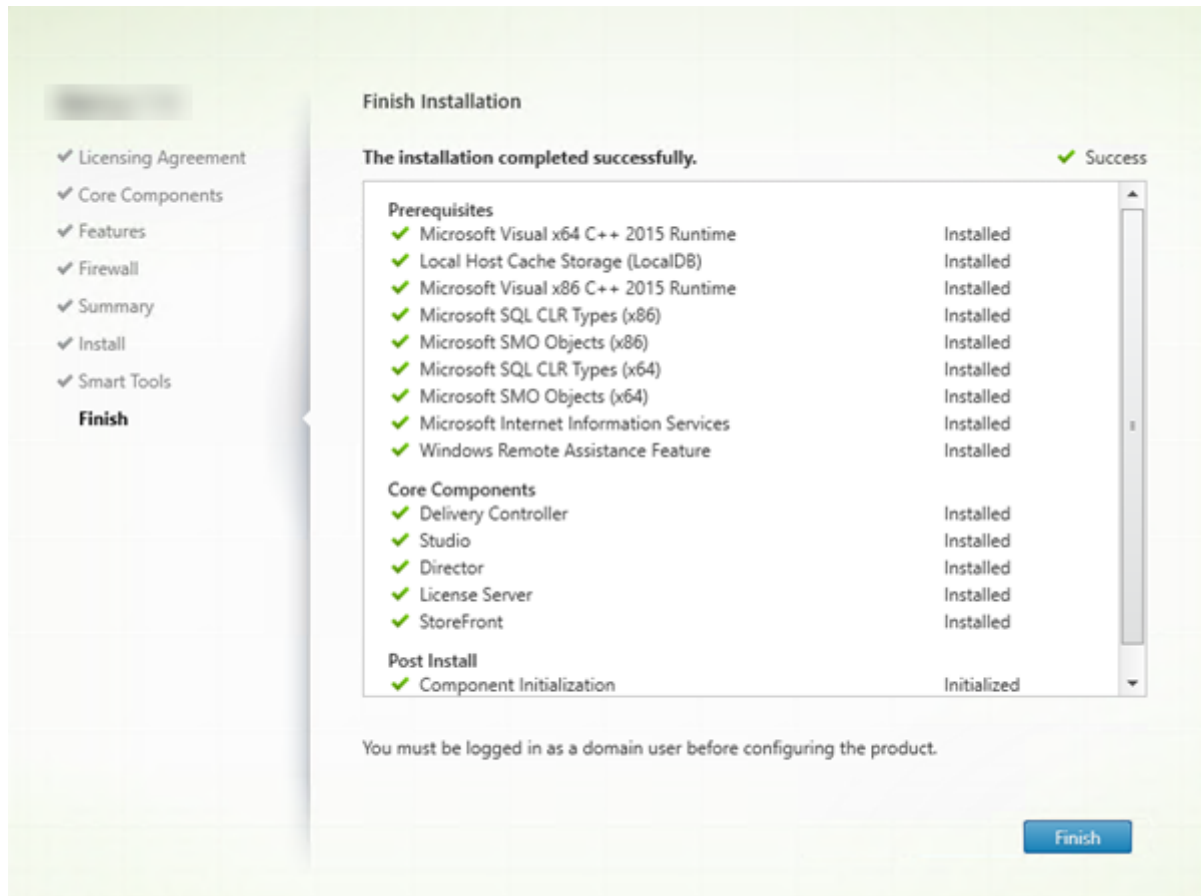 Finish Installation
Licensing Agreement
Core Components
Features
Firewall
Summary
Install
Smart Tools
Finish
The installation completed successfully. Success
Prerequisites
Microsoft Visual x64 C++ 2015 Runtime Installed
Local Host Cache Storage (LocalDB) Installed
Microsoft Visual x86 C++ 2015 Runtime Installed
Microsoft SQL CLR Types (x86) Installed
Microsoft SMO Objects (x86) Installed
Microsoft SQL CLR Types (x64) Installed
Microsoft SMO Objects (x64) Installed
Microsoft Internet Information Services Installed
Windows Remote Assistance Feature Installed
Core Components
Delivery Controller Installed
Studio Installed
Director Installed
License Server Installed
StoreFront Installed
Post Install
Component Initialization Initialized
You must be logged in as a domain user before configuring the product.
Finish